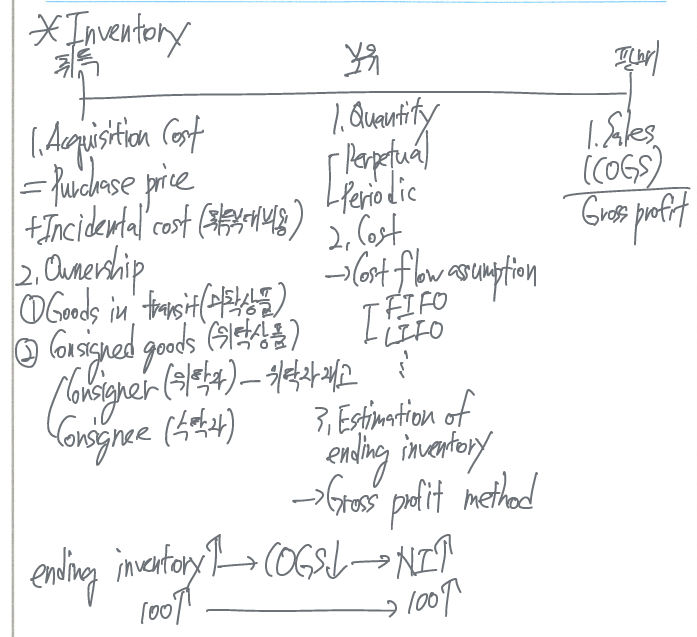 * Inventory
취득
보유
판매
1. Acquisition Cost
= Purchase price
+ Incidental cost (취득부대비용)
2. Ownership
① Goods in transit (미착상품)
② Consigned goods (위탁상품)
Consigner (위탁자) - 위탁자 재고
Consignee (수탁자)
1. Quantity
Perpetual
Periodic
2. Cost
→ Cost flow assumption
FIFO
LIFO
⋮
3. Estimation of
ending inventory
→ Gross profit method
1. Sales
(COGS)
Gross profit
ending inventory↑ → COGS↓ → NI↑
100↑ → 100↑